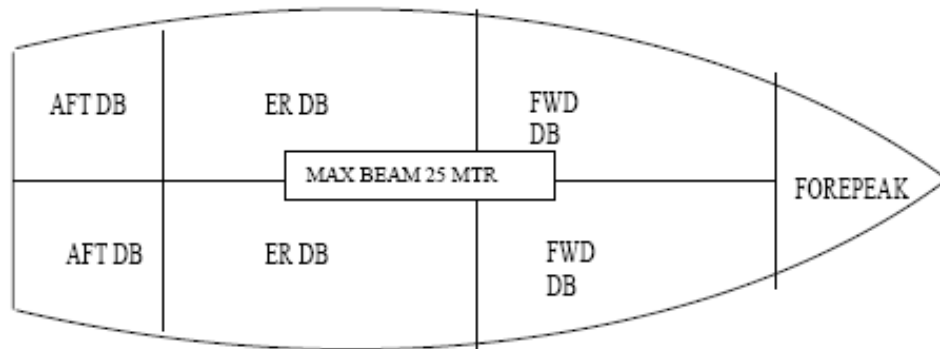 AFT DB
ER DB
FWD
DB
MAX BEAM 25 MTR
FOREPEAK
AFT DB
ER DB
FWD
DB